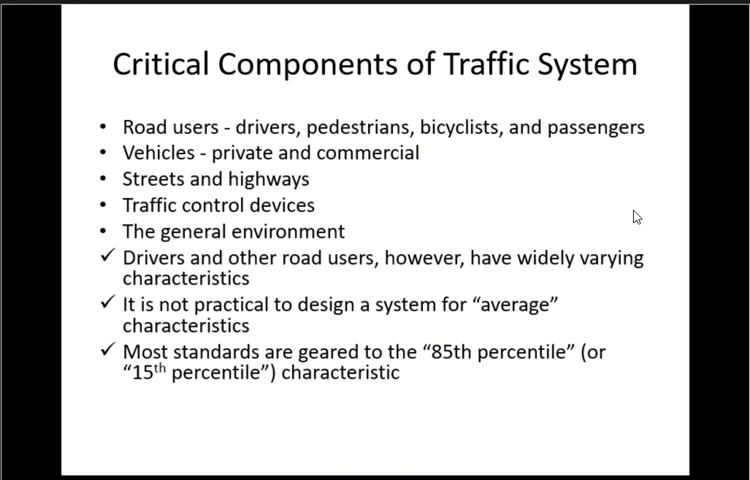 Critical Components of Traffic System
• Road users - drivers, pedestrians, bicyclists, and passengers
• Vehicles - private and commercial
• Streets and highways
• Traffic control devices
• The general environment
✓ Drivers and other road users, however, have widely varying
characteristics
✓ It is not practical to design a system for “average”
characteristics
✓ Most standards are geared to the “85th percentile” (or
“15th percentile”) characteristic